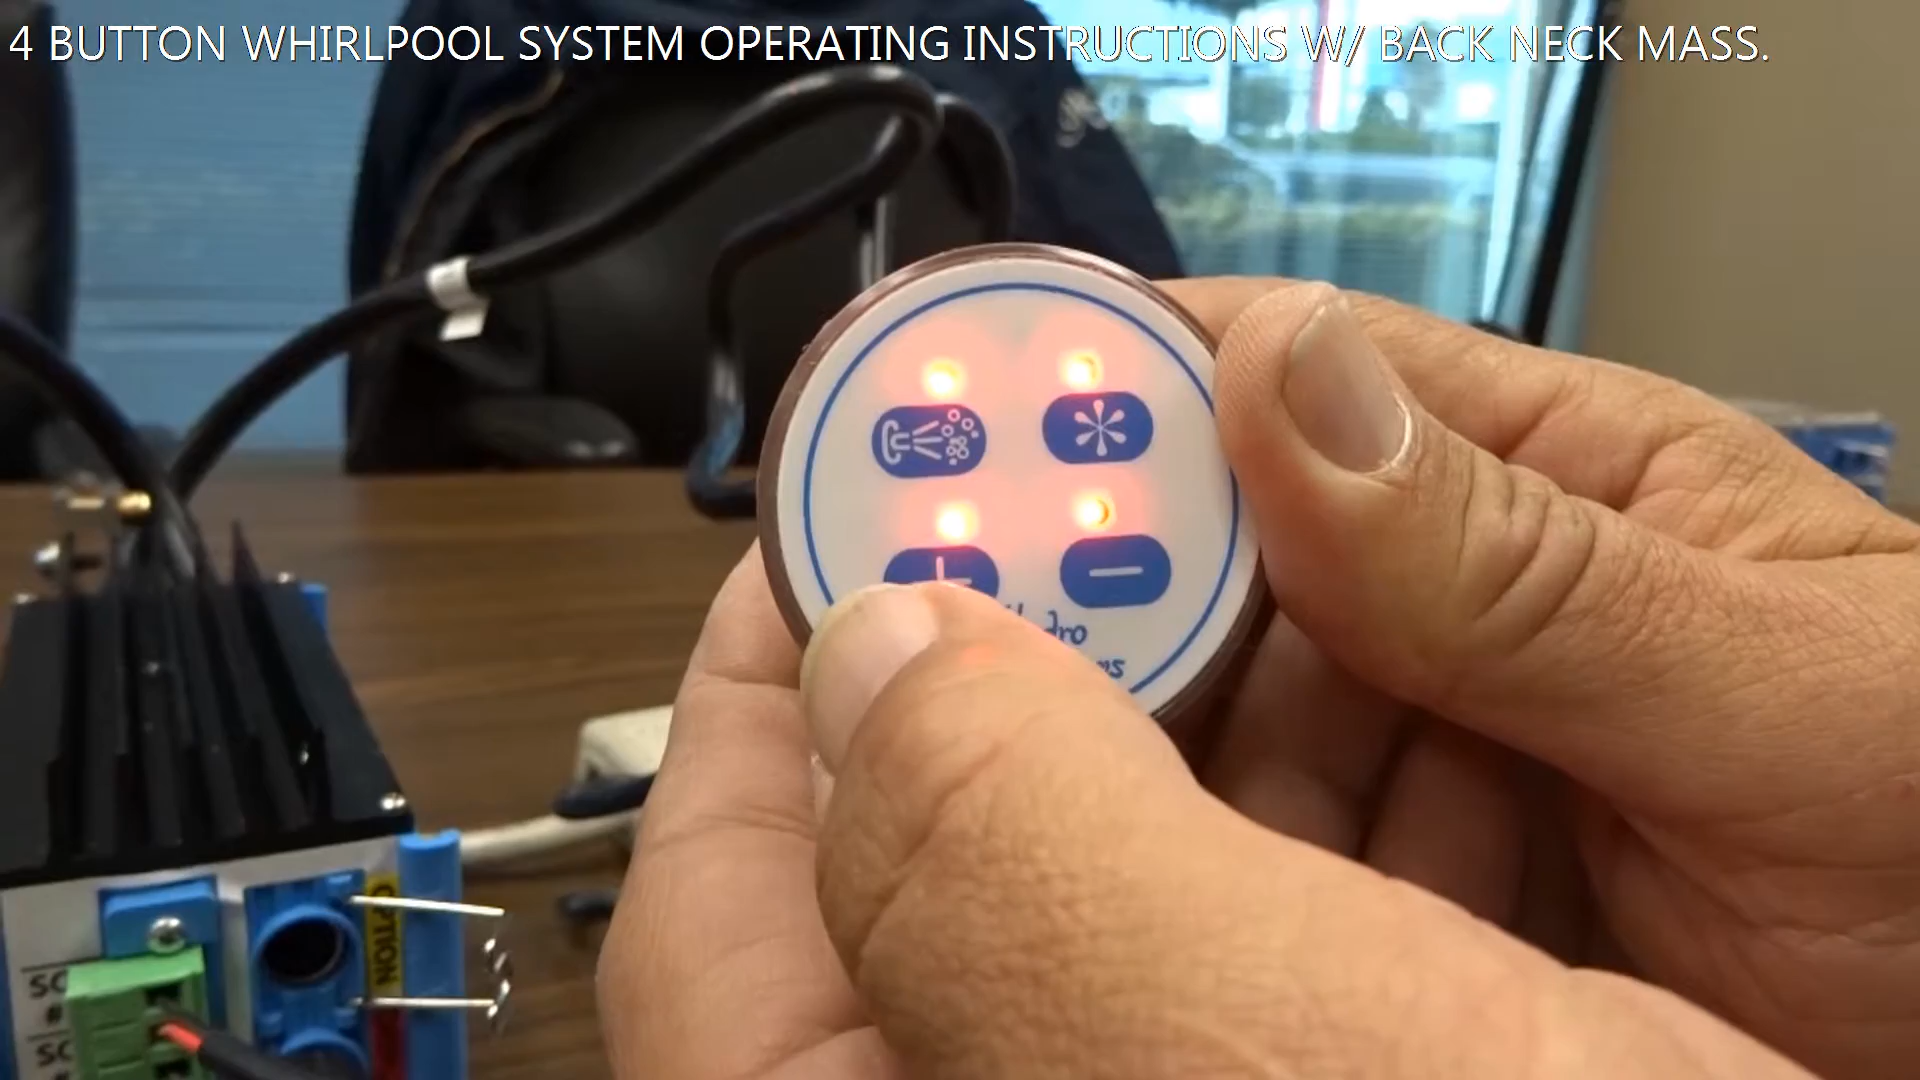 4 BUTTON WHIRLPOOL SYSTEM OPERATING INSTRUCTIONS W/ BACK NECK MASS.
+
−
OPTION